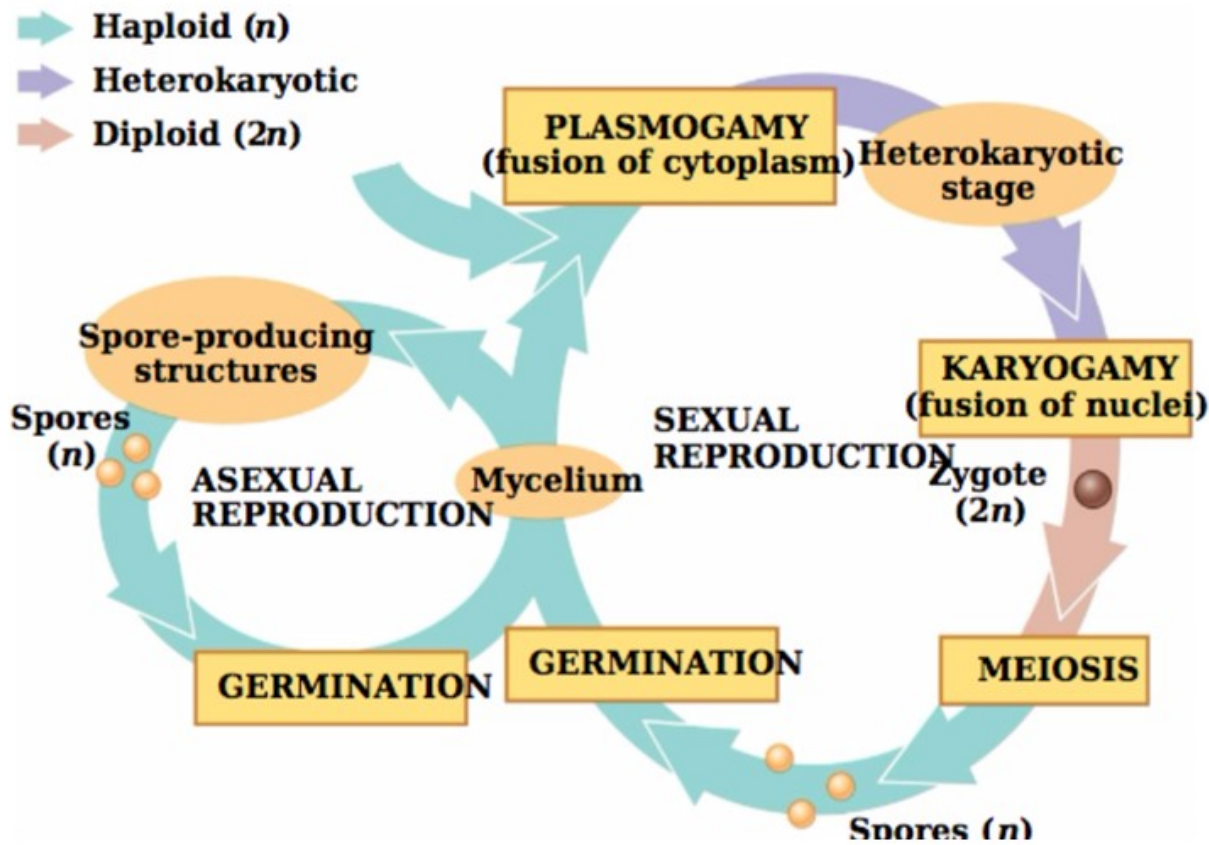 Haploid (n)
Heterokaryotic
Diploid (2n)
PLASMOGAMY
(fusion of cytoplasm)
Heterokaryotic
stage
Spore-producing
structures
KARYOGAMY
(fusion of nuclei)
Spores
(n)
SEXUAL
REPRODUCTION
ASEXUAL
REPRODUCTION
Mycelium
Zygote
(2n)
GERMINATION
GERMINATION
MEIOSIS
Spores (n)